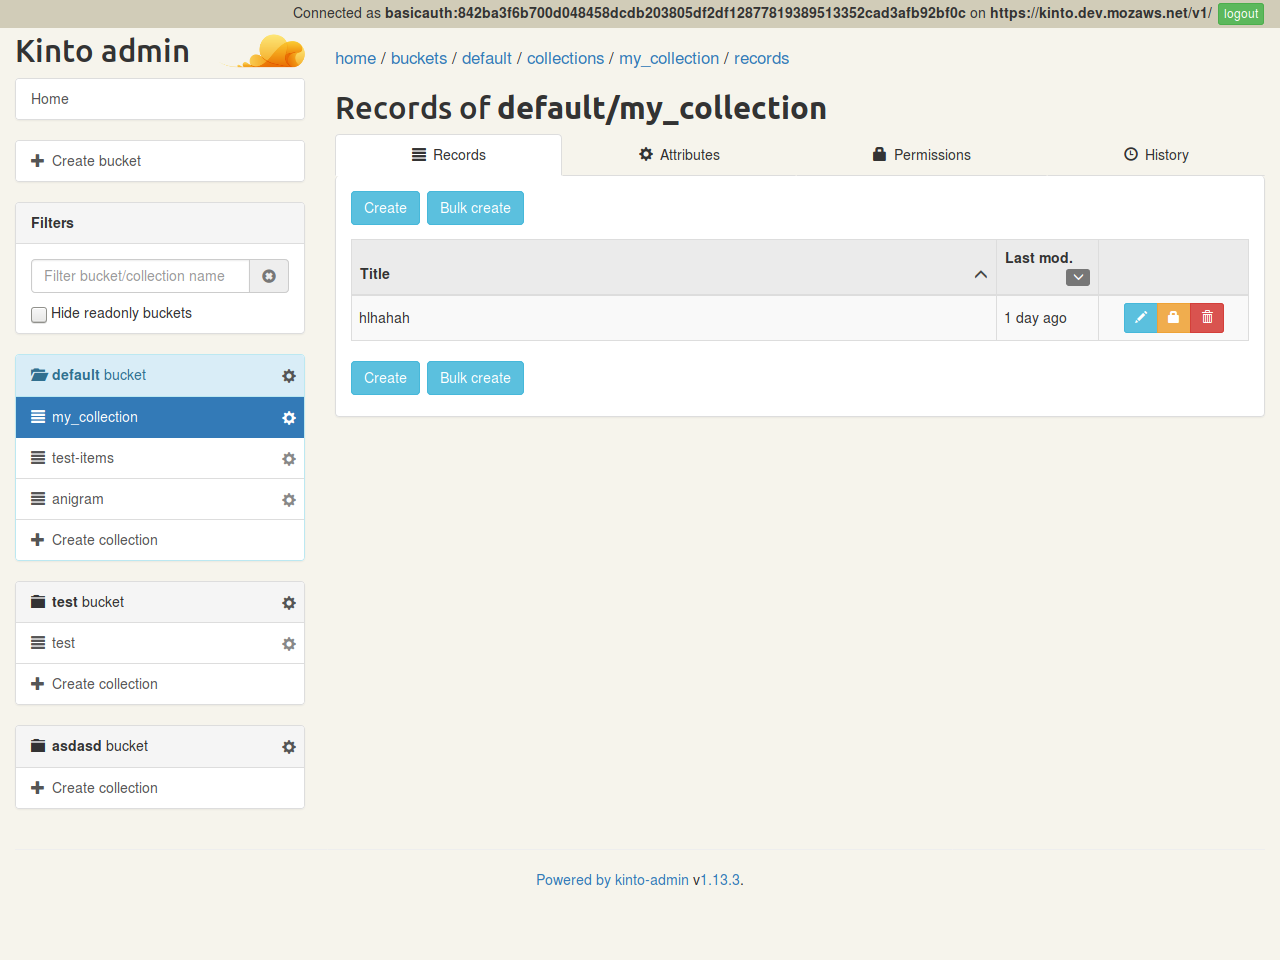 Connected as basicauth:842ba3f6b700d048458dcdb203805df2df12877819389513352cad3afb92bf0c on https://kinto.dev.mozaws.net/v1/ logout
Kinto admin
Home
Create bucket
Filters
Filter bucket/collection name
Hide readonly buckets
default bucket
my_collection
test-items
anigram
Create collection
test bucket
test
Create collection
asdasd bucket
Create collection
home / buckets / default / collections / my_collection / records
Records of default/my_collection
Records Attributes Permissions History
Create Bulk create
Title Last mod.
hlhahah 1 day ago
Create Bulk create
Powered by kinto-admin v1.13.3.